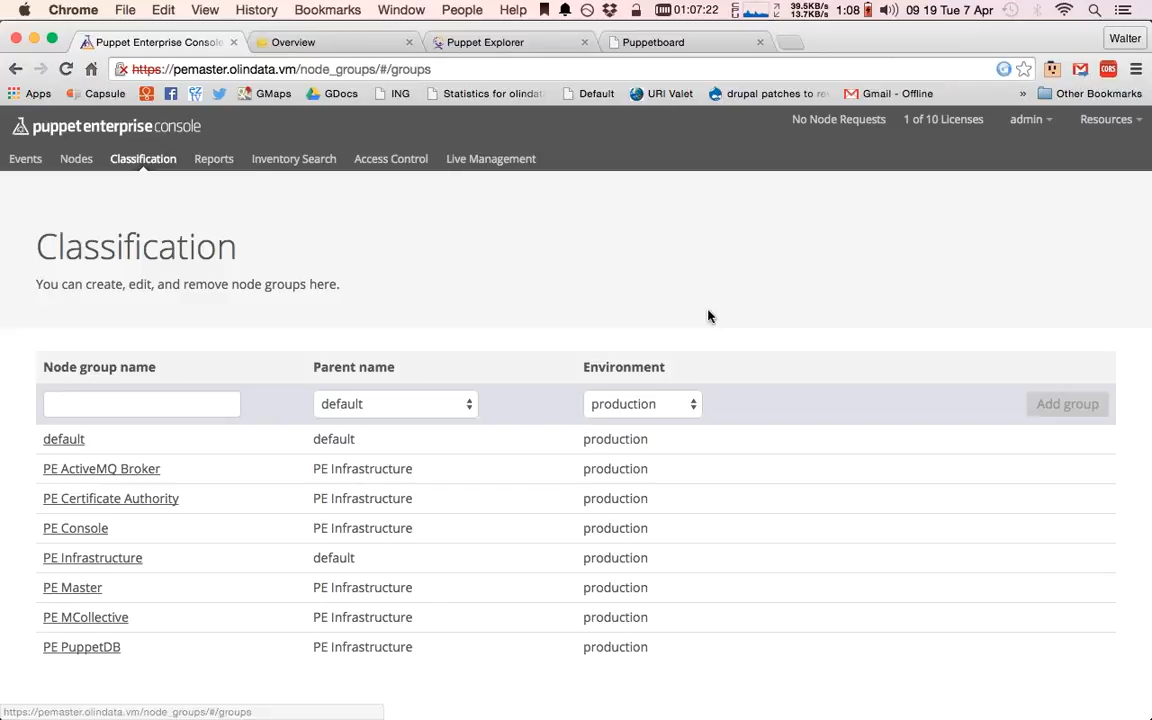 Chrome File Edit View History Bookmarks Window People Help 01:07:22 39.5KB/s 13.7KB/s 1:08 09 19 Tue 7 Apr
Puppet Enterprise Console Overview Puppet Explorer Puppetboard Walter
https://pemaster.olindata.vm/node_groups/#/groups CORS
Apps Capsule GMaps GDocs ING Statistics for olindat Default URI Valet drupal patches to rev Gmail - Offline » Other Bookmarks
puppet enterprise console No Node Requests 1 of 10 Licenses admin Resources
Events Nodes Classification Reports Inventory Search Access Control Live Management
Classification
You can create, edit, and remove node groups here.
Node group name Parent name Environment
default production Add group
default default production
PE ActiveMQ Broker PE Infrastructure production
PE Certificate Authority PE Infrastructure production
PE Console PE Infrastructure production
PE Infrastructure default production
PE Master PE Infrastructure production
PE MCollective PE Infrastructure production
PE PuppetDB PE Infrastructure production
https://pemaster.olindata.vm/node_groups/#/groups